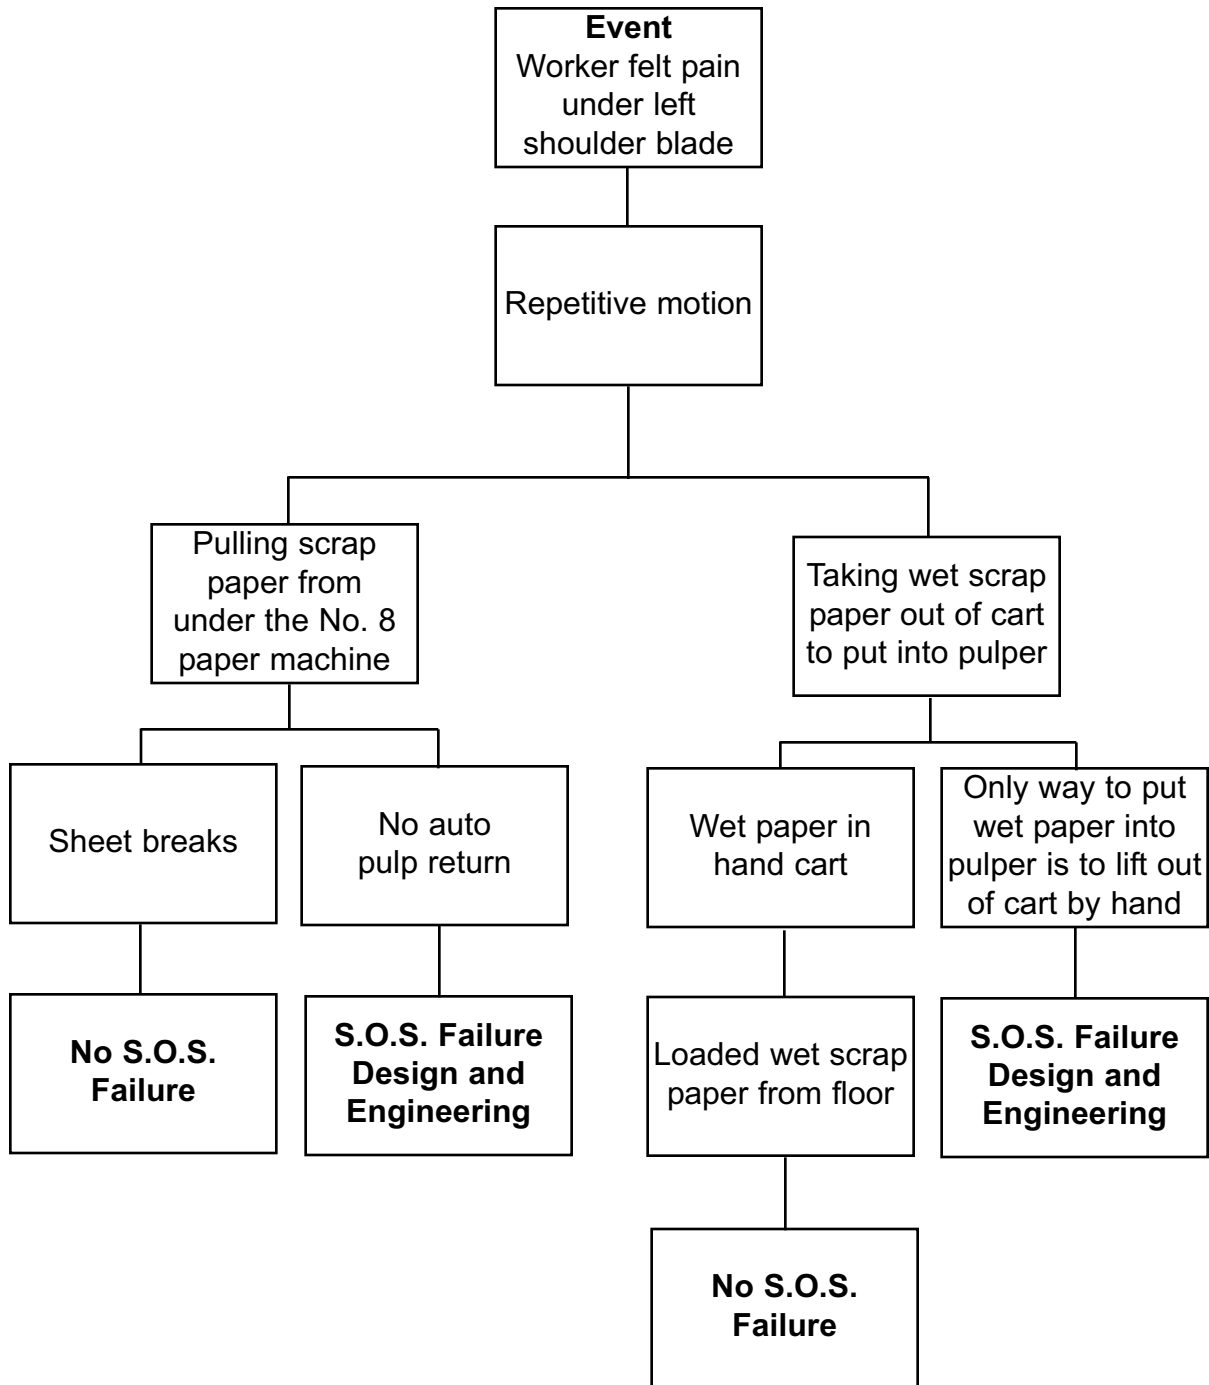 Event
Worker felt pain
under left
shoulder blade
Repetitive motion
Pulling scrap
paper from
under the No. 8
paper machine
Taking wet scrap
paper out of cart
to put into pulper
Sheet breaks
No auto
pulp return
Wet paper in
hand cart
Only way to put
wet paper into
pulper is to lift out
of cart by hand
No S.O.S.
Failure
S.O.S. Failure
Design and
Engineering
Loaded wet scrap
paper from floor
S.O.S. Failure
Design and
Engineering
No S.O.S.
Failure